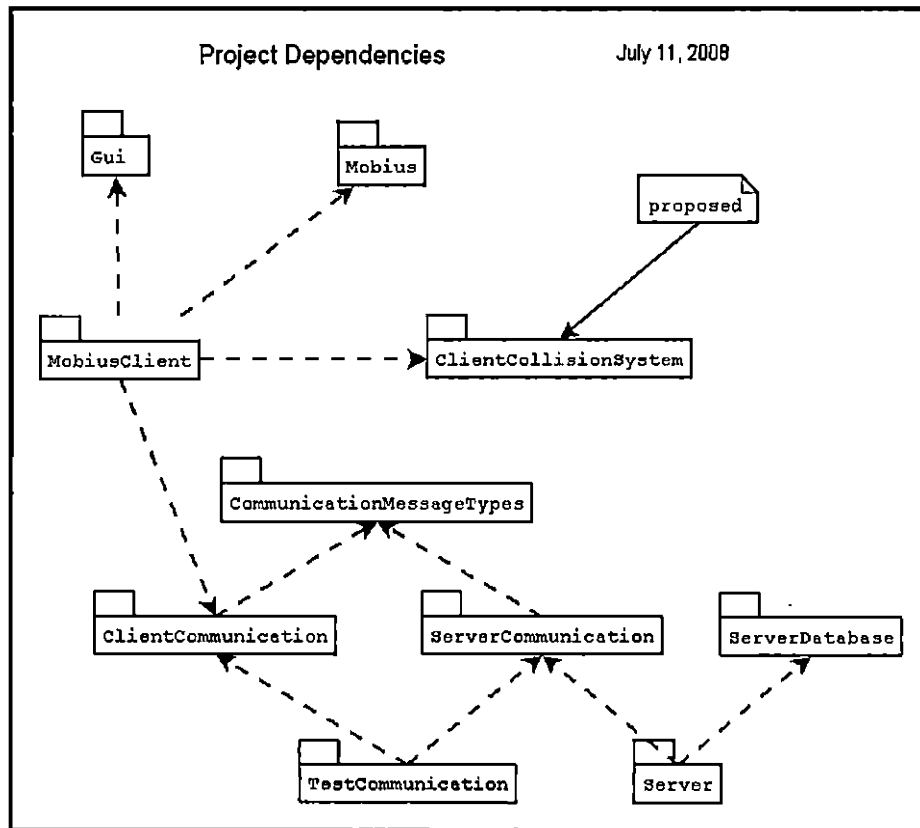 Project Dependencies
July 11, 2008
Gui
Mobius
proposed
MobiusClient
ClientCollisionSystem
CommunicationMessageTypes
ClientCommunication
ServerCommunication
ServerDatabase
TestCommunication
Server